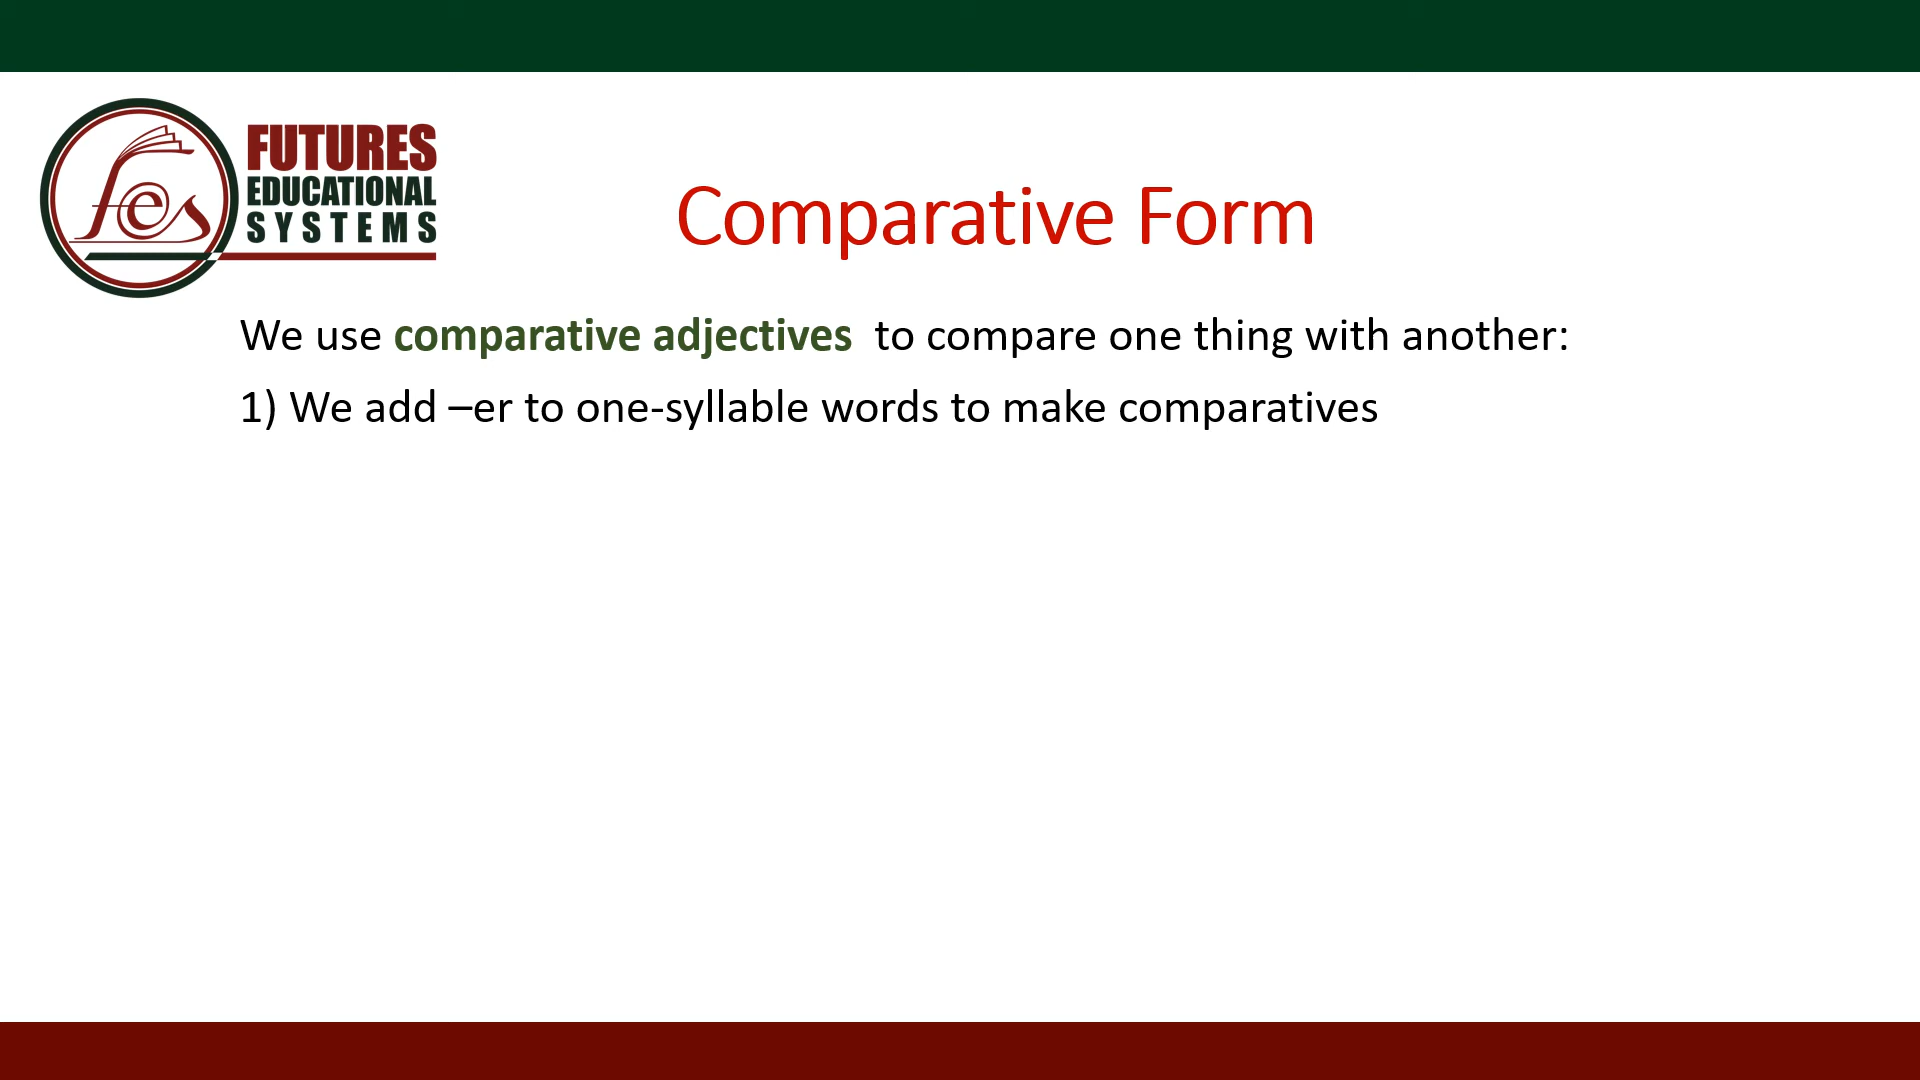 fes
FUTURES
EDUCATIONAL
SYSTEMS
Comparative Form
We use comparative adjectives  to compare one thing with another:
1) We add –er to one-syllable words to make comparatives